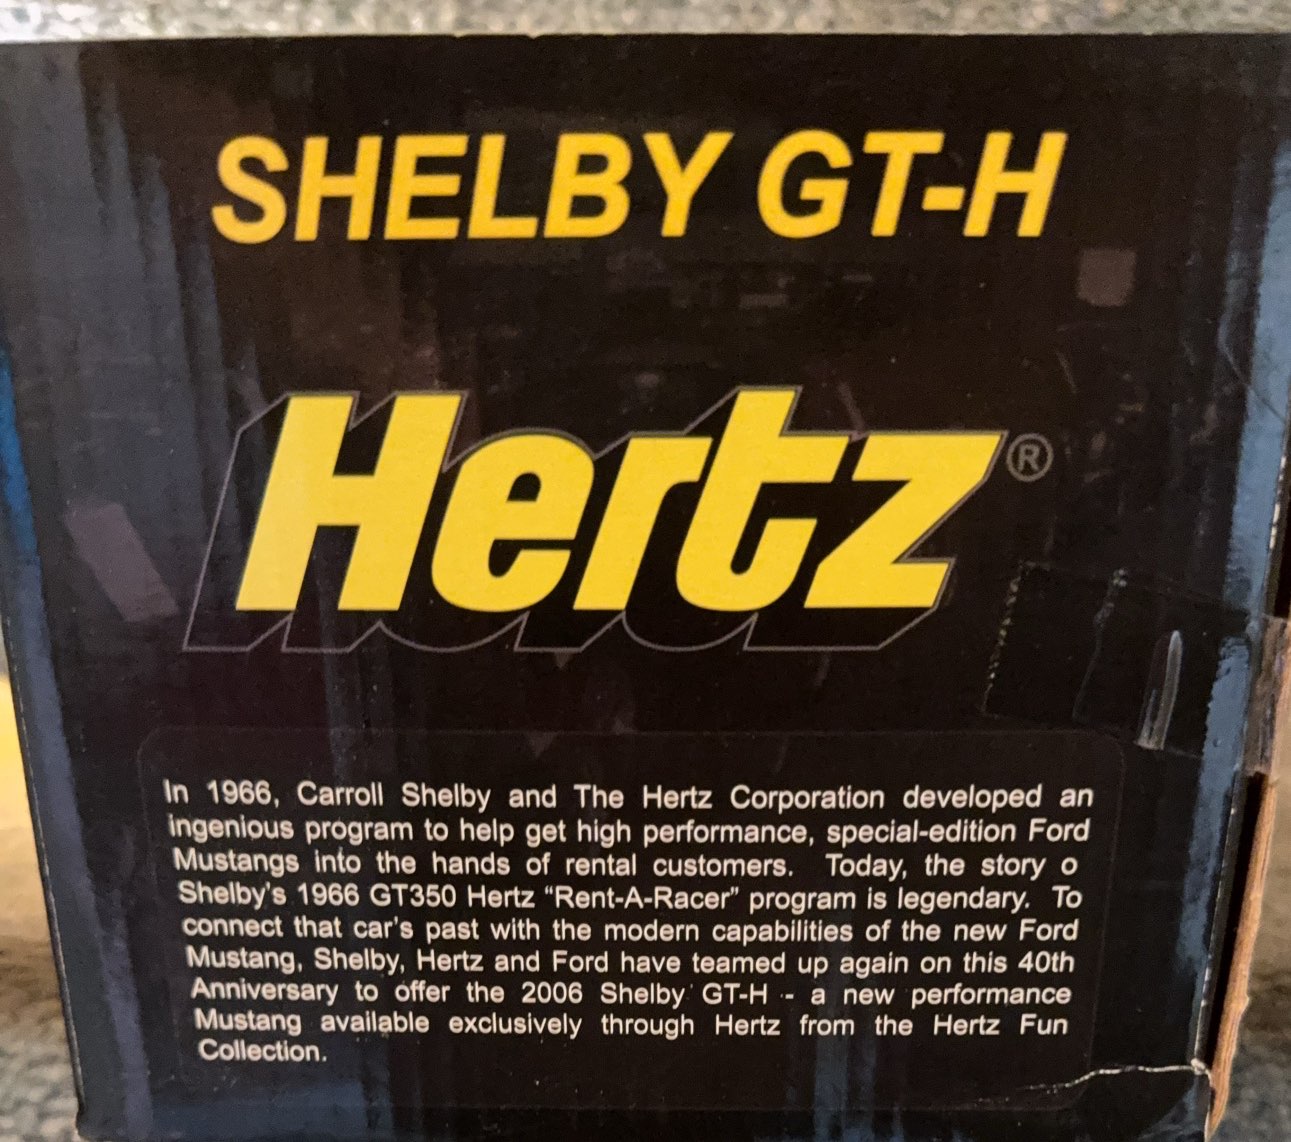 SHELBY GT-H
Hertz®
In 1966, Carroll Shelby and The Hertz Corporation developed an
ingenious program to help get high performance, special-edition Ford
Mustangs into the hands of rental customers. Today, the story o
Shelby's 1966 GT350 Hertz “Rent-A-Racer” program is legendary. To
connect that car's past with the modern capabilities of the new Ford
Mustang, Shelby, Hertz and Ford have teamed up again on this 40th
Anniversary to offer the 2006 Shelby GT-H - a new performance
Mustang available exclusively through Hertz from the Hertz Fun
Collection.